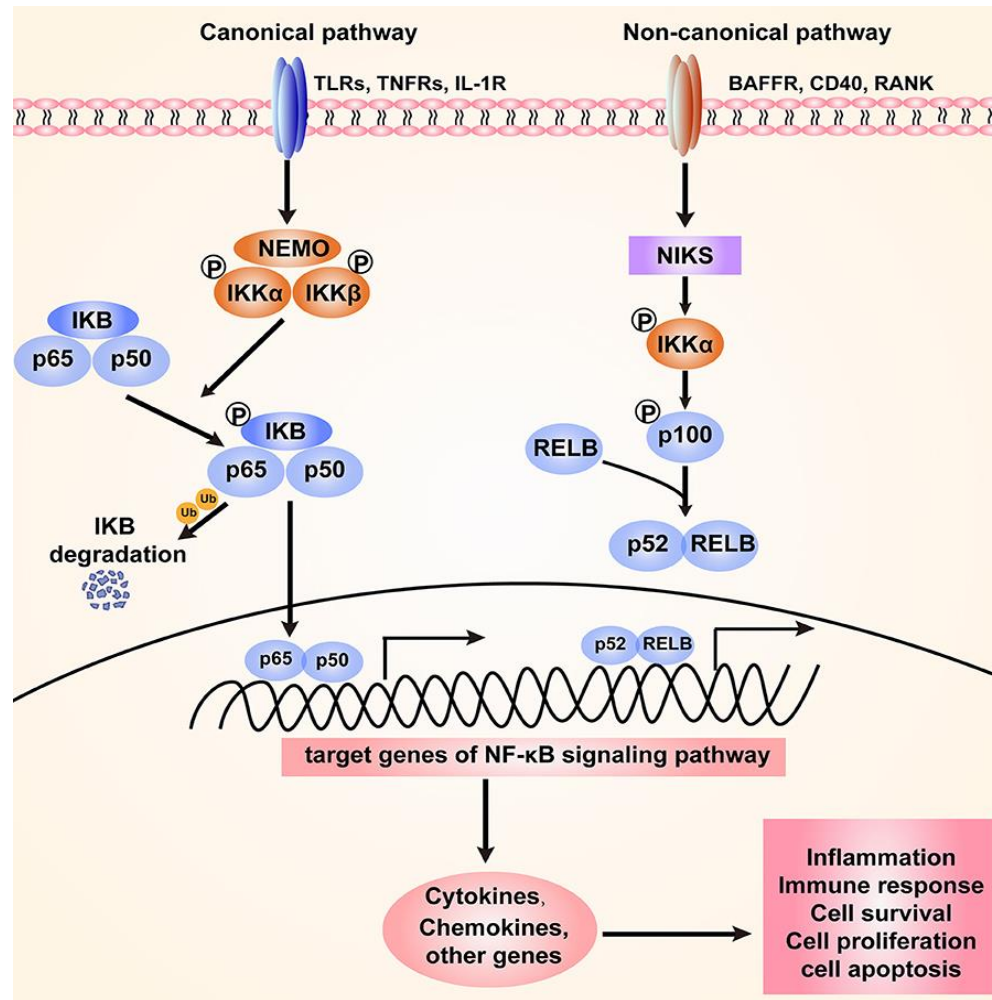 Canonical pathway
Non-canonical pathway
TLRs, TNFRs, IL-1R
BAFFR, CD40, RANK
NEMO
P
P
IKKα
IKKβ
NIKS
IKB
p65
p50
P
IKKα
P
IKB
p65
p50
P
p100
RELB
Ub
Ub
IKB
degradation
p52
RELB
p65
p50
p52
RELB
target genes of NF-κB signaling pathway
Cytokines,
Chemokines,
other genes
Inflammation
Immune response
Cell survival
Cell proliferation
cell apoptosis